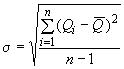 σ = √( Σ_{i=1}^{n} (Q_i − Q̅)² / (n − 1) )